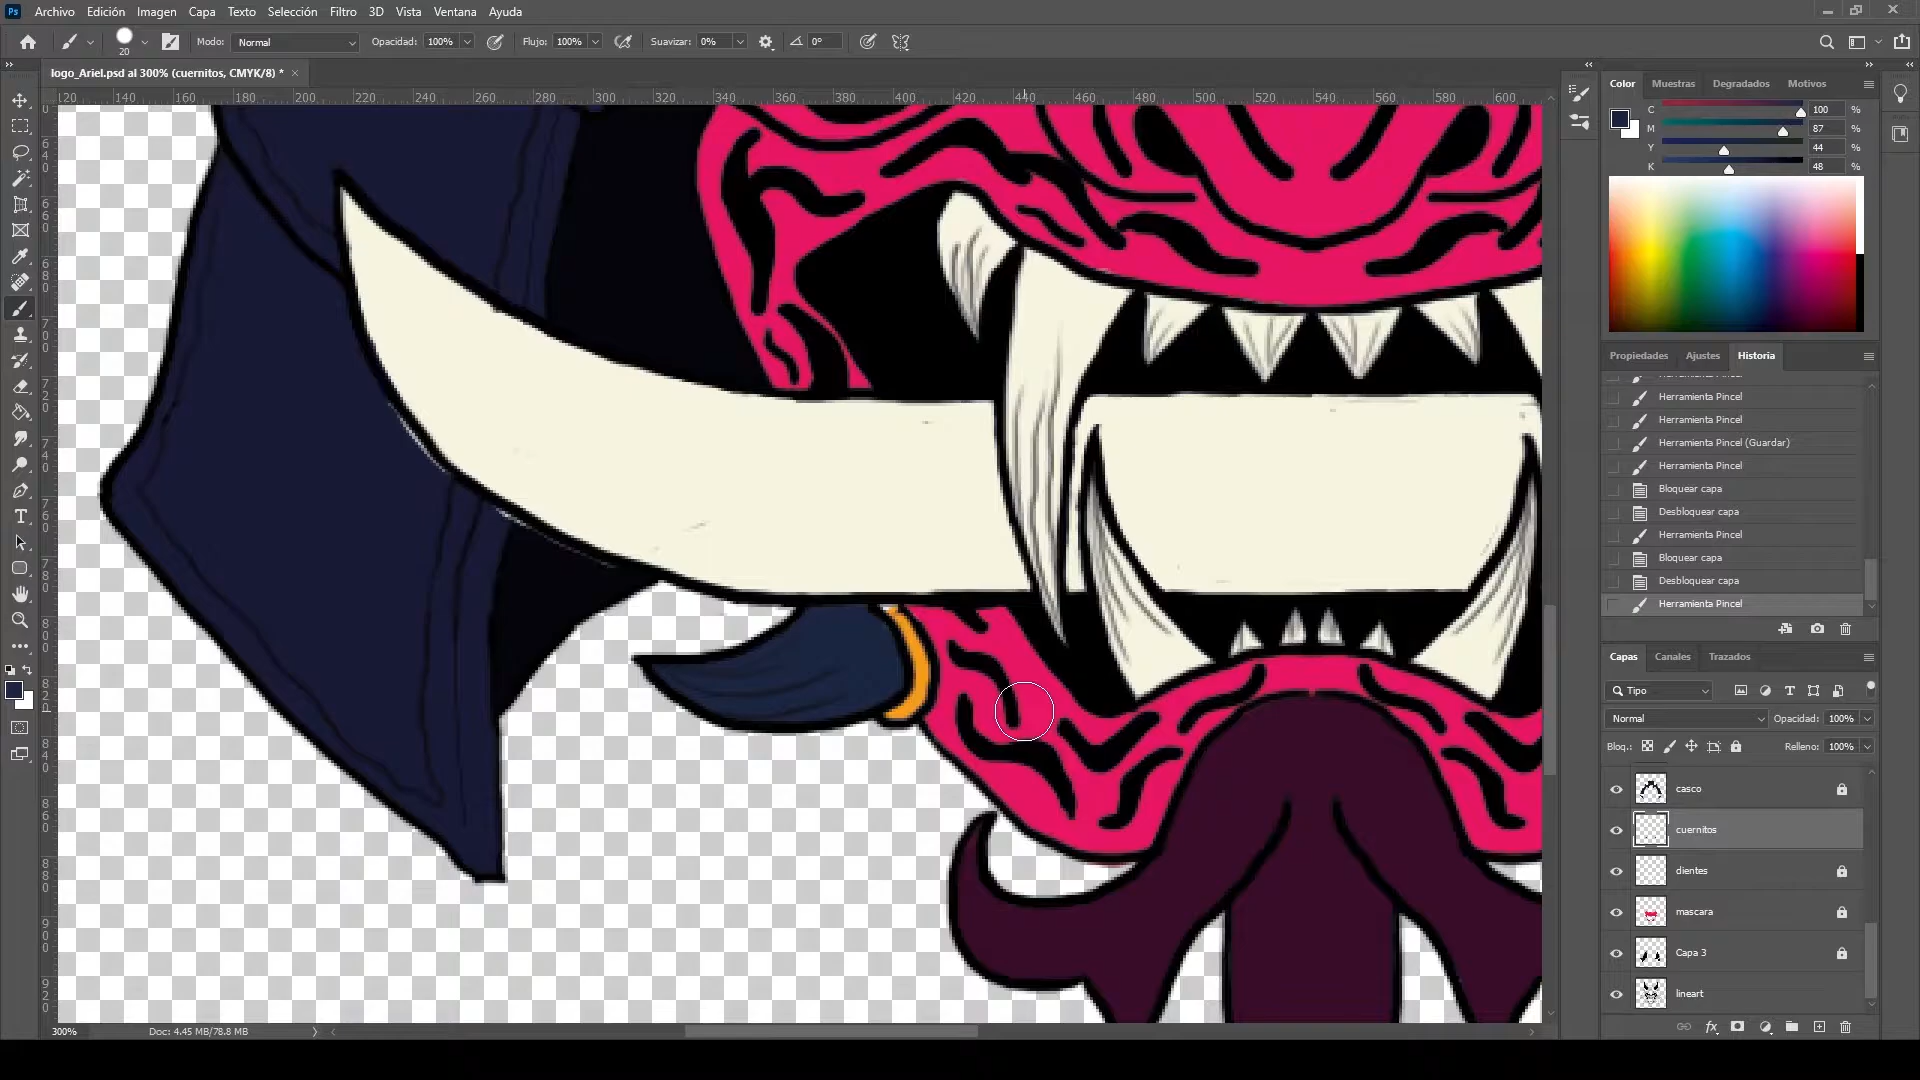 Ps Archivo Edición Imagen Capa Texto Selección Filtro 3D Vista Ventana Ayuda
20 Modo: Normal Opacidad: 100% Flujo: 100% Suavizar: 0% 0°
logo_Ariel.psd al 300% (cuernitos, CMYK/8) *
120 140 160 180 200 220 240 260 280 300 320 340 360 380 400 420 440 460 480 500 520 540 560 580 600
Color Muestras Degradados Motivos
C 100 %
M 87 %
Y 44 %
K 48 %
Propiedades Ajustes Historia
Herramienta Pincel
Herramienta Pincel
Herramienta Pincel (Guardar)
Herramienta Pincel
Bloquear capa
Desbloquear capa
Herramienta Pincel
Bloquear capa
Desbloquear capa
Herramienta Pincel
Capas Canales Trazados
Tipo
Normal Opacidad: 100%
Bloq.: Relleno: 100%
casco
cuernitos
dientes
mascara
Capa 3
lineart
300% Doc: 4.45 MB/78.8 MB